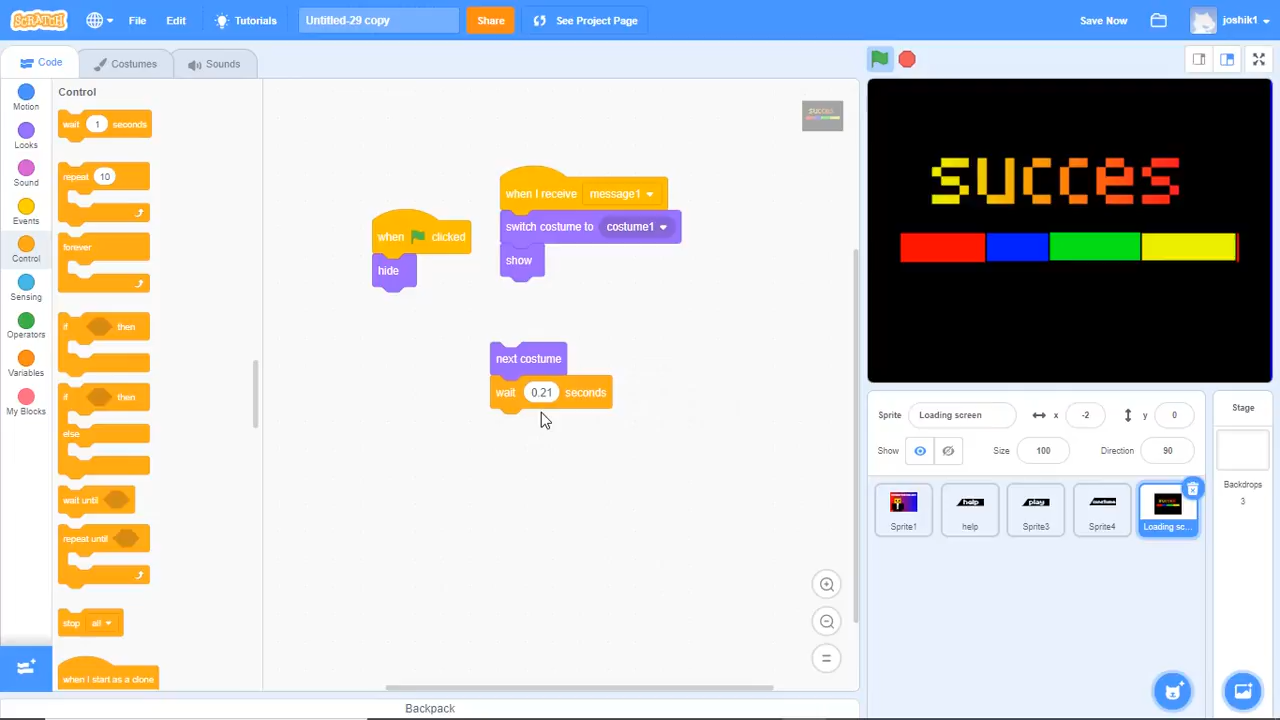 SCRATCH File Edit Tutorials Untitled-29 copy Share See Project Page Save Now joshik1
Code Costumes Sounds
Motion
Looks
Sound
Events
Control
Sensing
Operators
Variables
My Blocks
Control
wait 1 seconds
repeat 10
forever
if then
if then
else
wait until
repeat until
stop all
when I start as a clone
when clicked
hide
when I receive message1
switch costume to costume1
show
next costume
wait 0.21 seconds
succes
succes
Sprite Loading screen x -2 y 0
Show Size 100 Direction 90
help play
Sprite1 help Sprite3 Sprite4 Loading sc...
Stage
Backdrops
3
Backpack